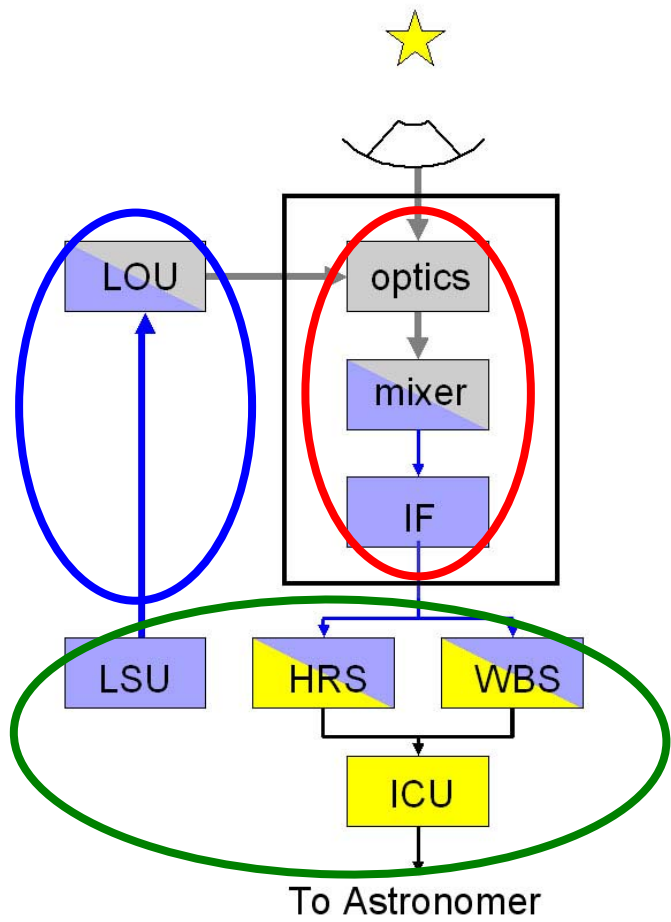 LOU
optics
mixer
IF
LSU
HRS
WBS
ICU
To Astronomer